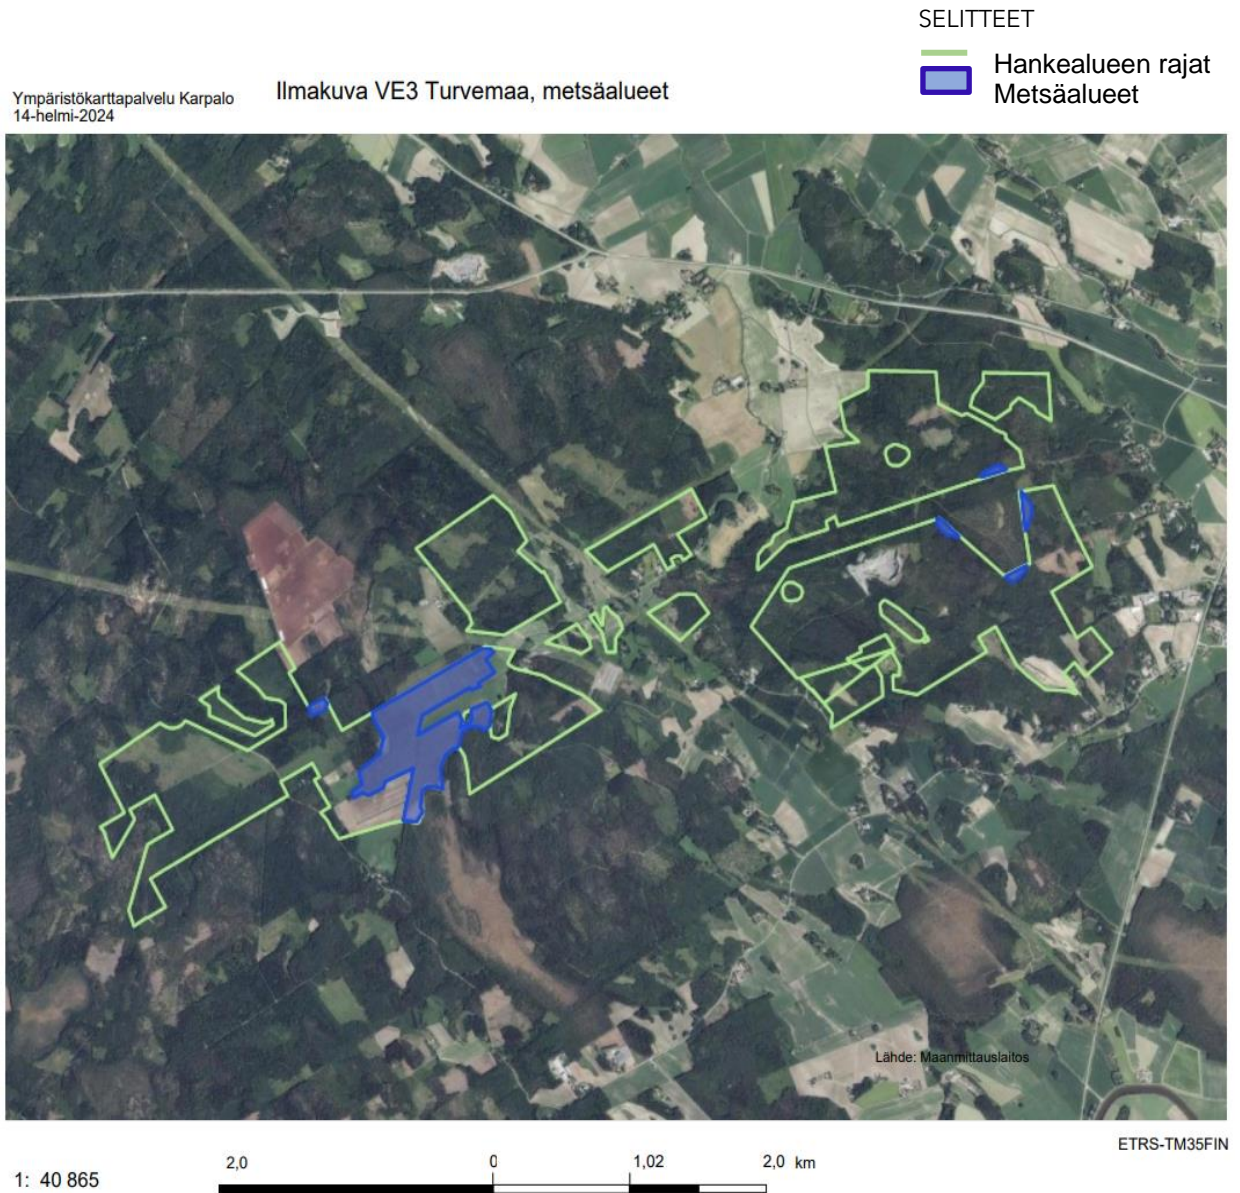 SELITTEET
Hankealueen rajat
Metsäalueet
Ympäristökarttapalvelu Karpalo
14-helmi-2024
Ilmakuva VE3 Turvemaa, metsäalueet
Lähde: Maanmittauslaitos
ETRS-TM35FIN
1: 40 865
2,0 0 1,02 2,0 km